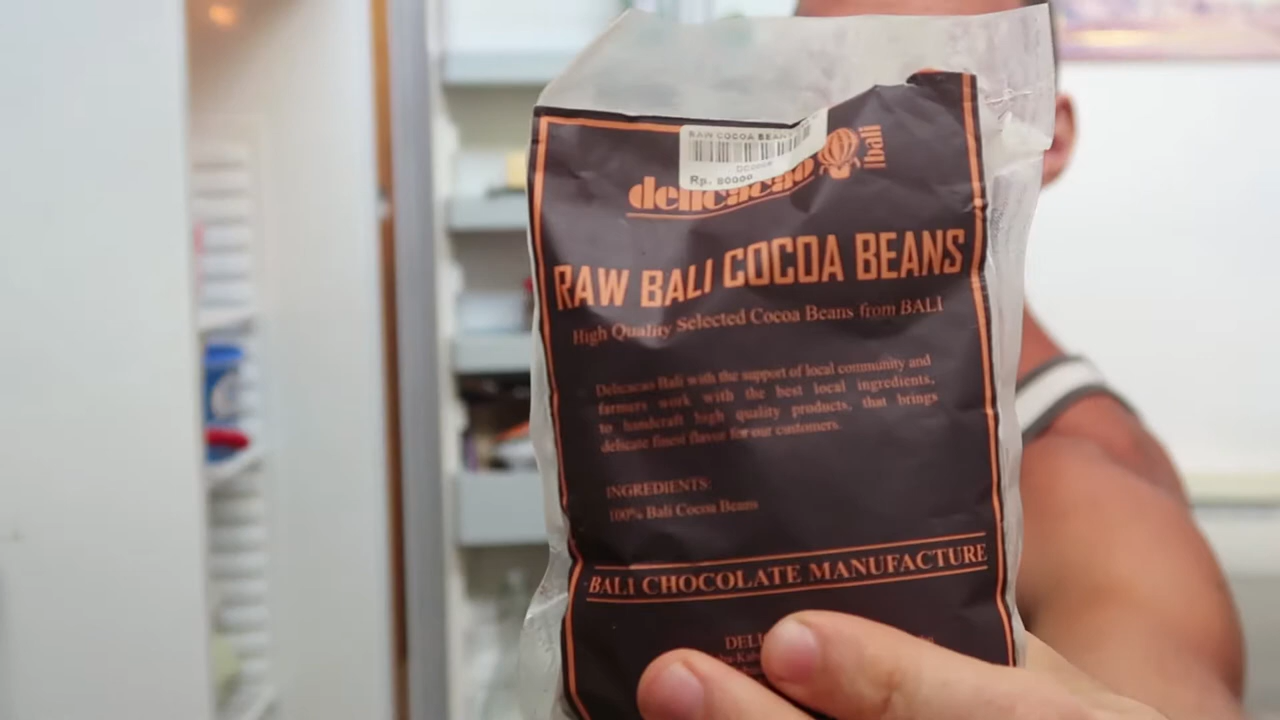 RAW COCOA BEAN
Rp. 80000
delicacao
bali
RAW BALI COCOA BEANS
High Quality Selected Cocoa Beans from BALI
Delicacao Bali with the support of local community and
farmers work with the best local ingredients,
to handcraft high quality products, that brings
delicate finest flavor for our customers.
INGREDIENTS:
100% Bali Cocoa Beans
BALI CHOCOLATE MANUFACTURE